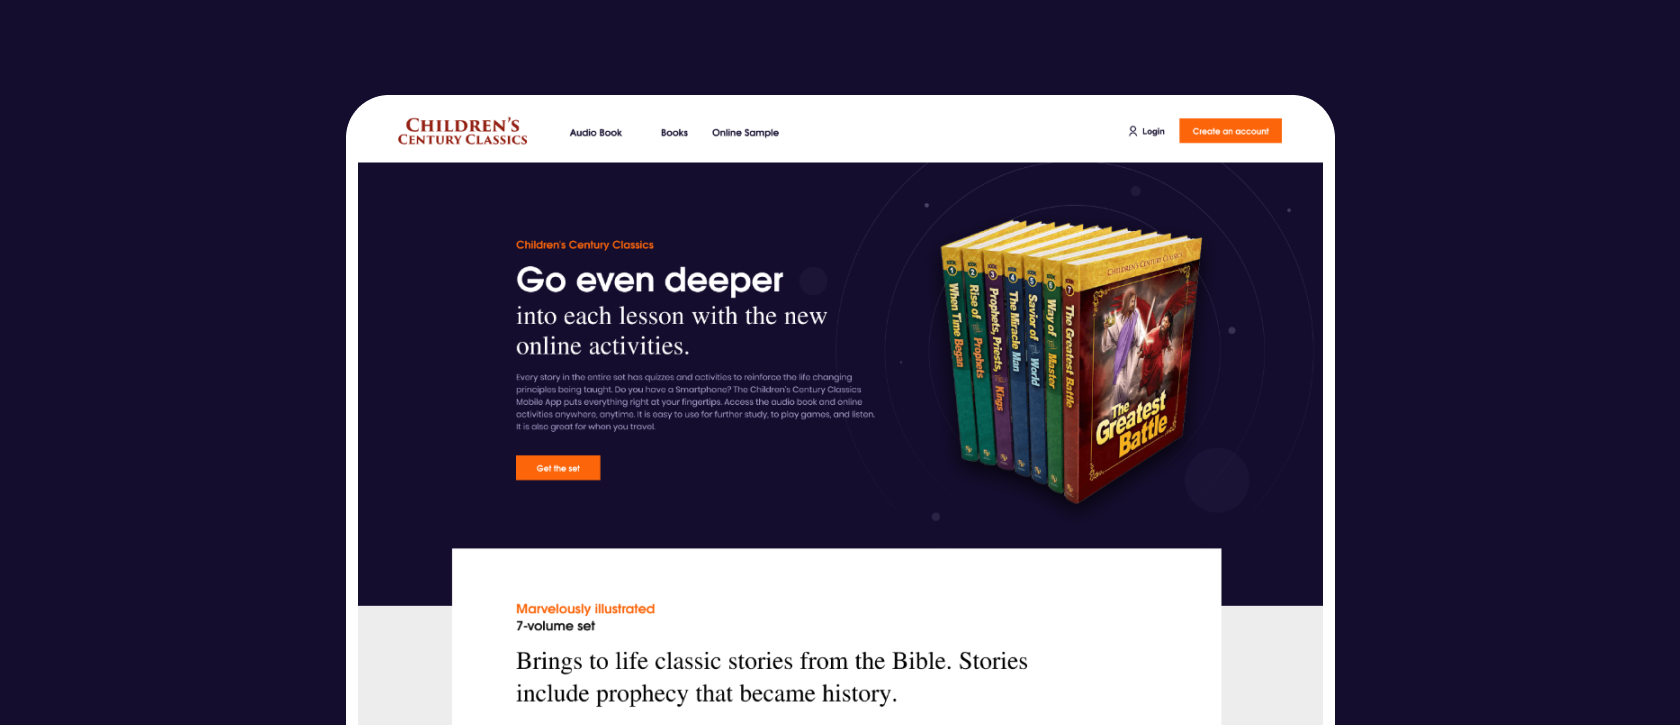 CHILDREN'S
CENTURY CLASSICS
Audio Book
Books
Online Sample
Login
Create an account
Children's Century Classics
Go even deeper
into each lesson with the new
online activities.
Every story in the entire set has quizzes and activities to reinforce the life changing
principles being taught. Do you have a Smartphone? The Children's Century Classics
Mobile App puts everything right at your fingertips. Access the audio book and online
activities anywhere, anytime. It is easy to use for further study, to play games, and listen.
It is also great for when you travel.
Get the set
1 When Time Began
2 Rise of Prophets
3 Prophets, Priests, Kings
4 The Miracle Man
5 Savior of World
6 Way of Master
7 The Greatest Battle
CHILDREN'S CENTURY CLASSICS
The
Greatest
Battle
Marvelously illustrated
7-volume set
Brings to life classic stories from the Bible. Stories
include prophecy that became history.